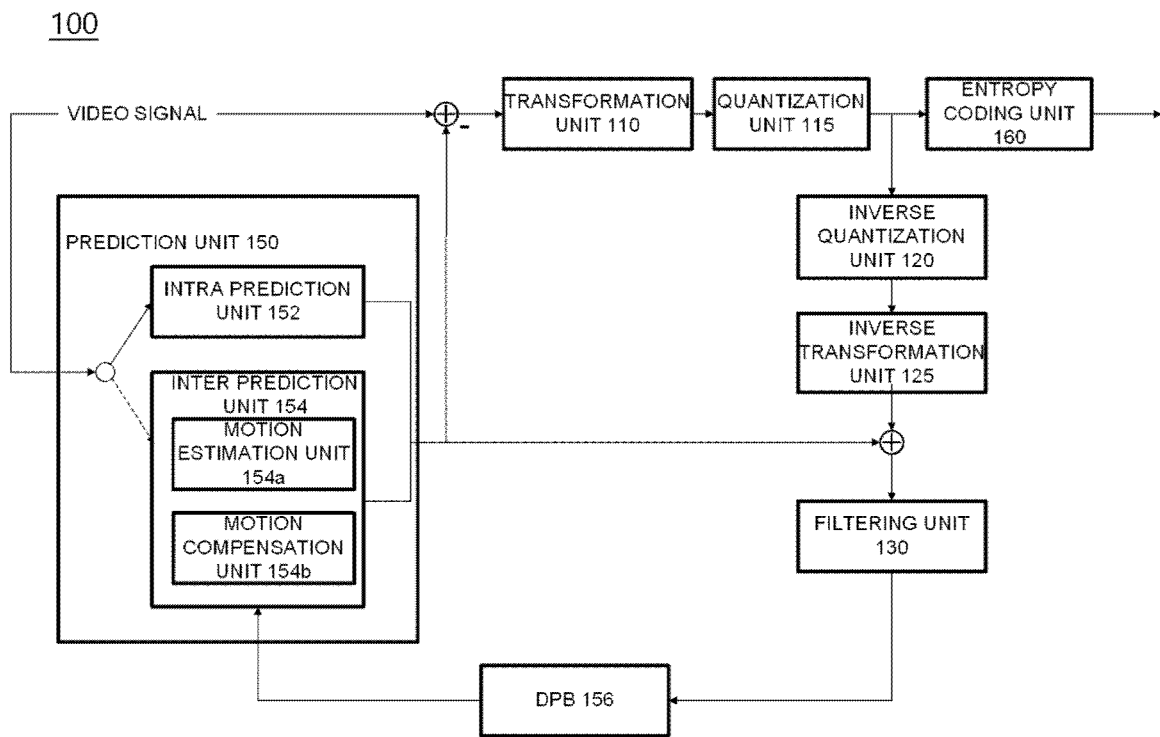 100
VIDEO SIGNAL
-
TRANSFORMATION
UNIT 110
QUANTIZATION
UNIT 115
ENTROPY
CODING UNIT
160
INVERSE
QUANTIZATION
UNIT 120
INVERSE
TRANSFORMATION
UNIT 125
PREDICTION UNIT 150
INTRA PREDICTION
UNIT 152
INTER PREDICTION
UNIT 154
MOTION
ESTIMATION UNIT
154a
MOTION
COMPENSATION
UNIT 154b
FILTERING UNIT
130
DPB 156